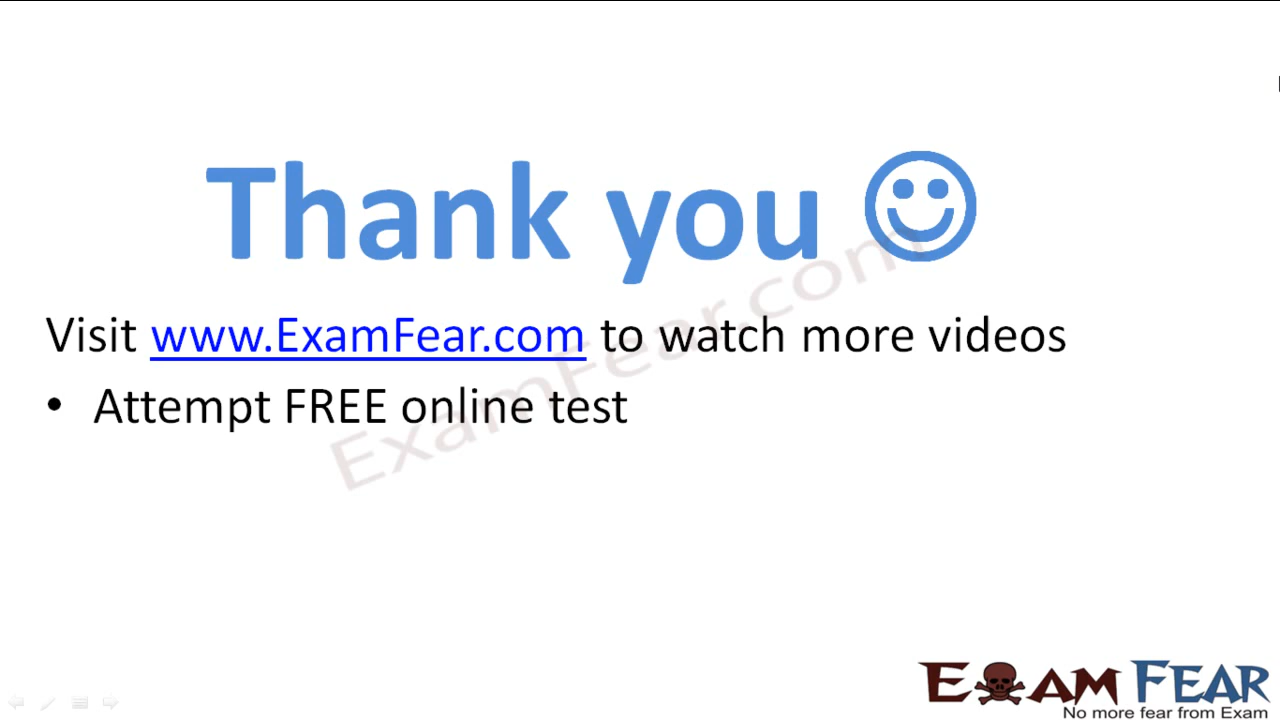 Thank you ☺
Visit www.ExamFear.com to watch more videos
• Attempt FREE online test
ExamFear.com
EXAM FEAR
No more fear from Exam